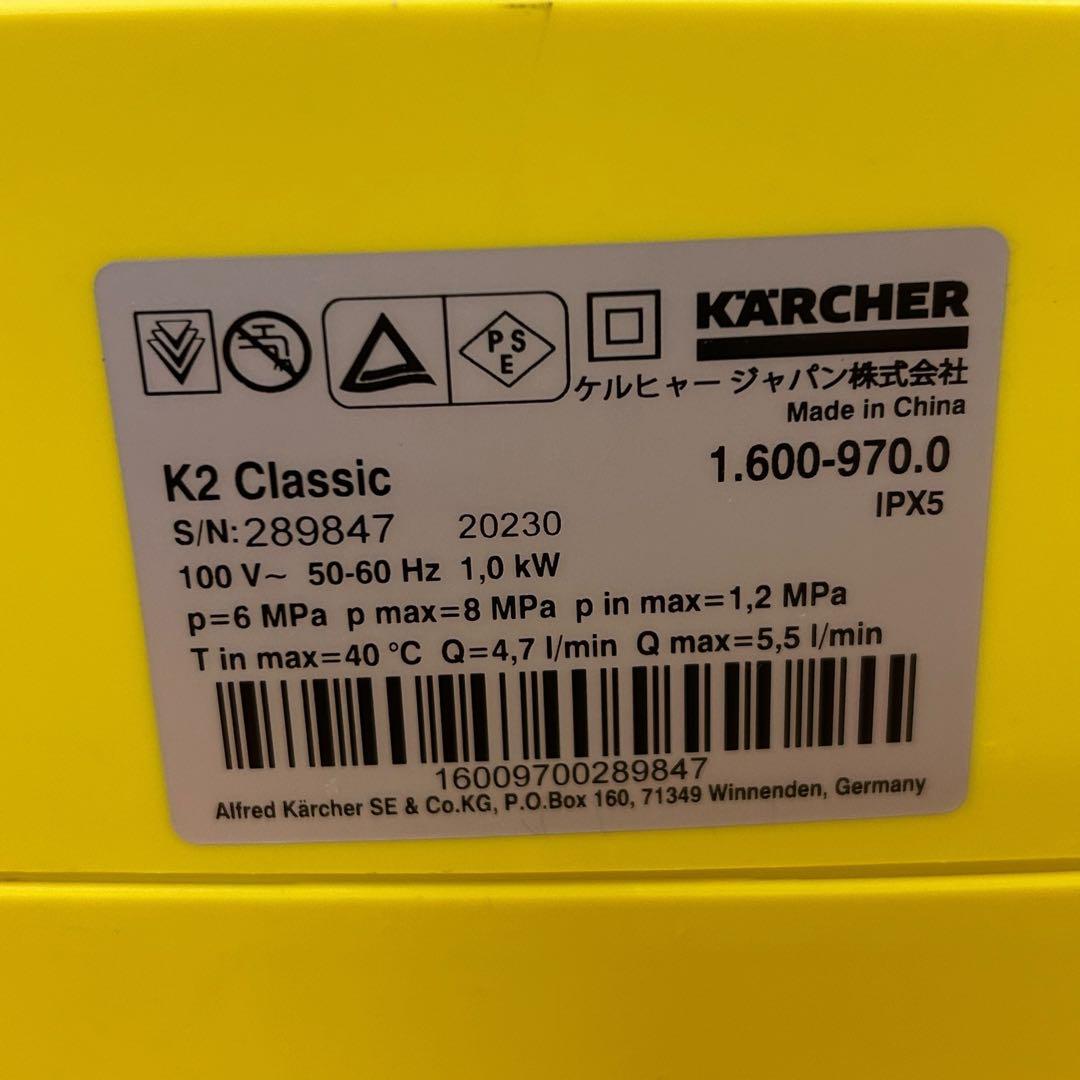 PSE
KÄRCHER
ケルヒャー ジャパン株式会社
Made in China
K2 Classic
1.600-970.0
S/N: 289847 20230
IPX5
100 V~ 50-60 Hz 1,0 kW
p=6 MPa p max=8 MPa p in max=1,2 MPa
T in max=40 °C Q=4,7 l/min Q max=5,5 l/min
16009700289847
Alfred Kärcher SE & Co.KG, P.O.Box 160, 71349 Winnenden, Germany